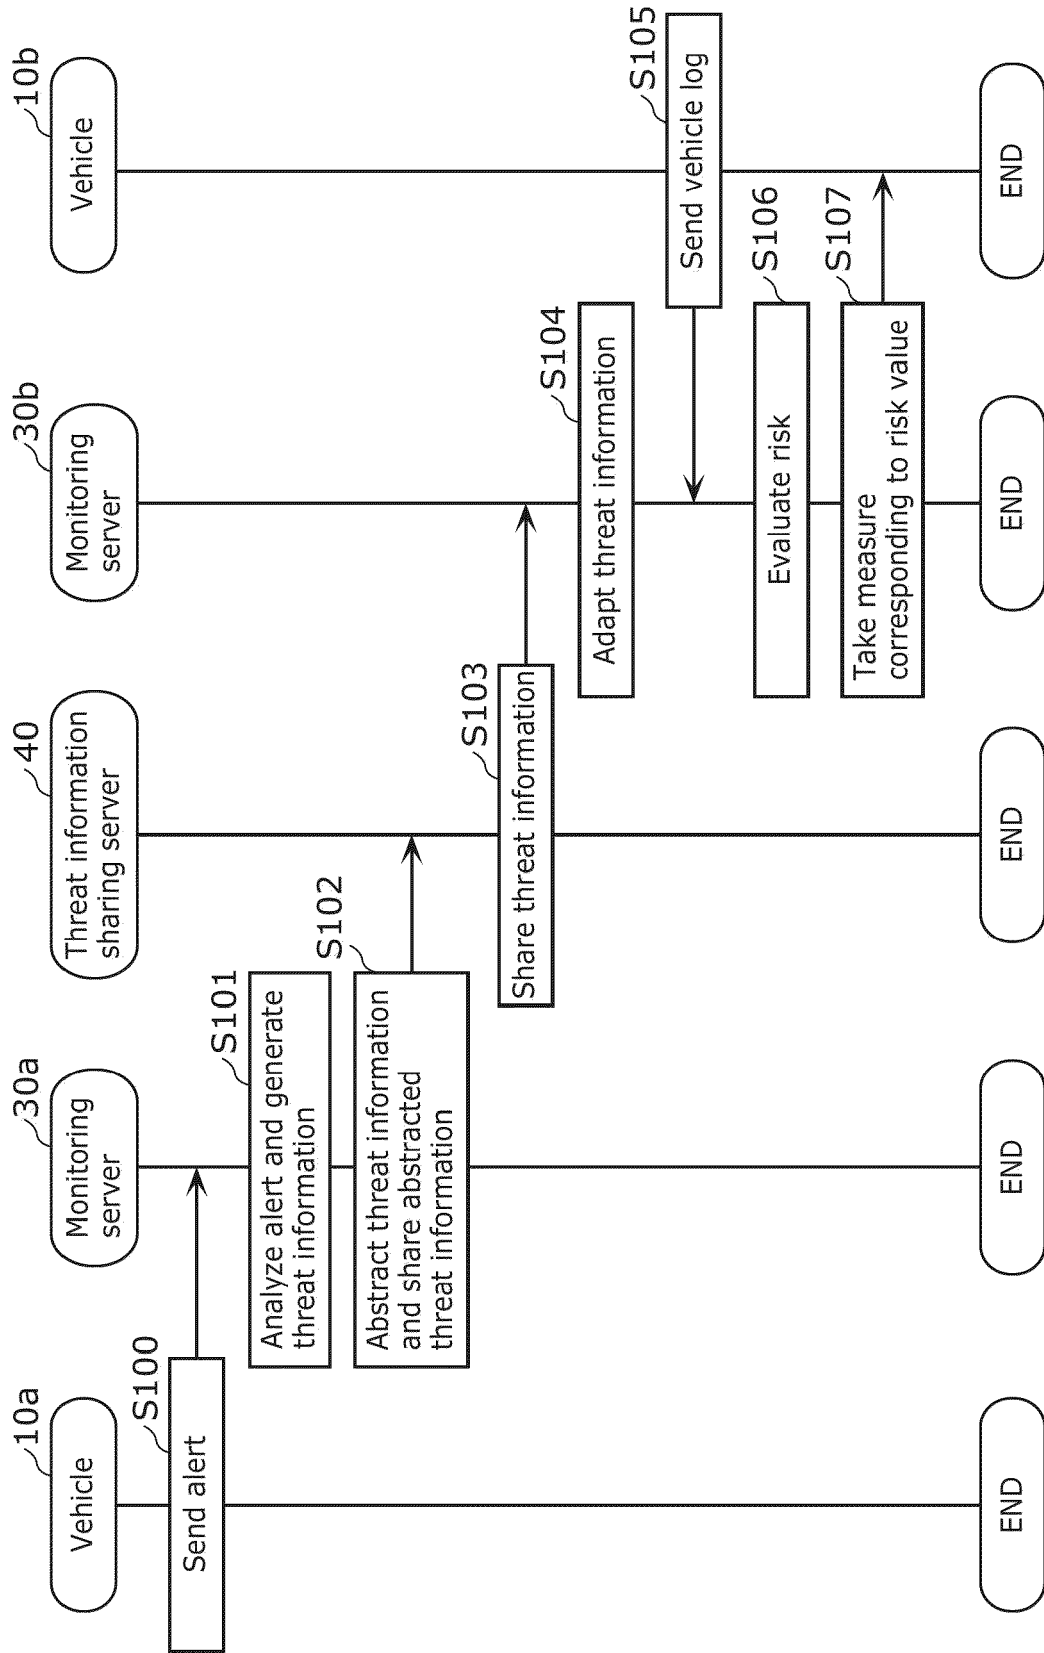 10a
Vehicle
30a
Monitoring
server
40
Threat information
sharing server
30b
Monitoring
server
10b
Vehicle
S100
Send alert
S101
Analyze alert and generate
threat information
S102
Abstract threat information
and share abstracted
threat information
S103
Share threat information
S104
Adapt threat information
S105
Send vehicle log
S106
Evaluate risk
S107
Take measure
corresponding to risk value
END
END
END
END
END